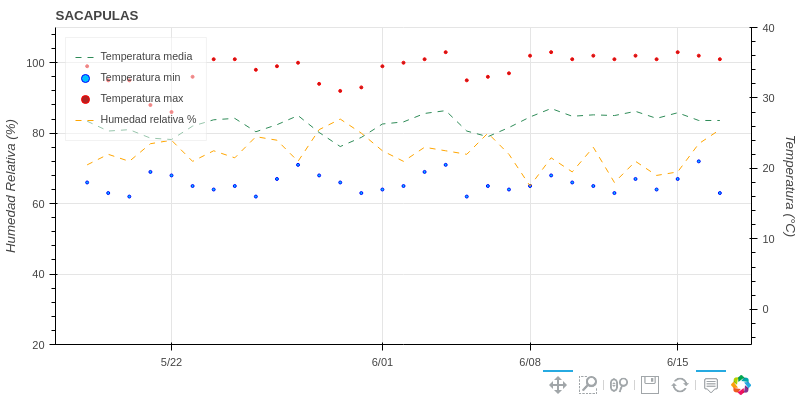 SACAPULAS
Temperatura media
Temperatura min
Temperatura max
Humedad relativa %
Humedad Relativa (%)
100
80
60
40
20
Temperatura (°C)
40
30
20
10
0
5/22
6/01
6/08
6/15